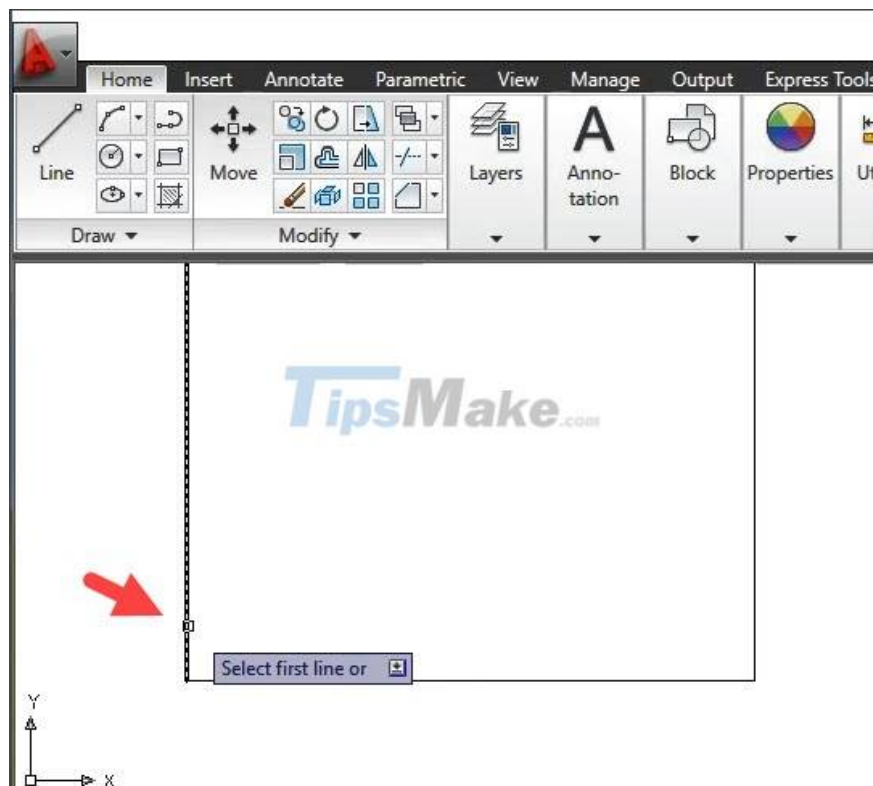 Home Insert Annotate Parametric View Manage Output Express Tools
Line
Move
Layers
Anno-
tation
Block
Properties
Ut
Draw
Modify
TipsMake.com
Select first line or
Y
X